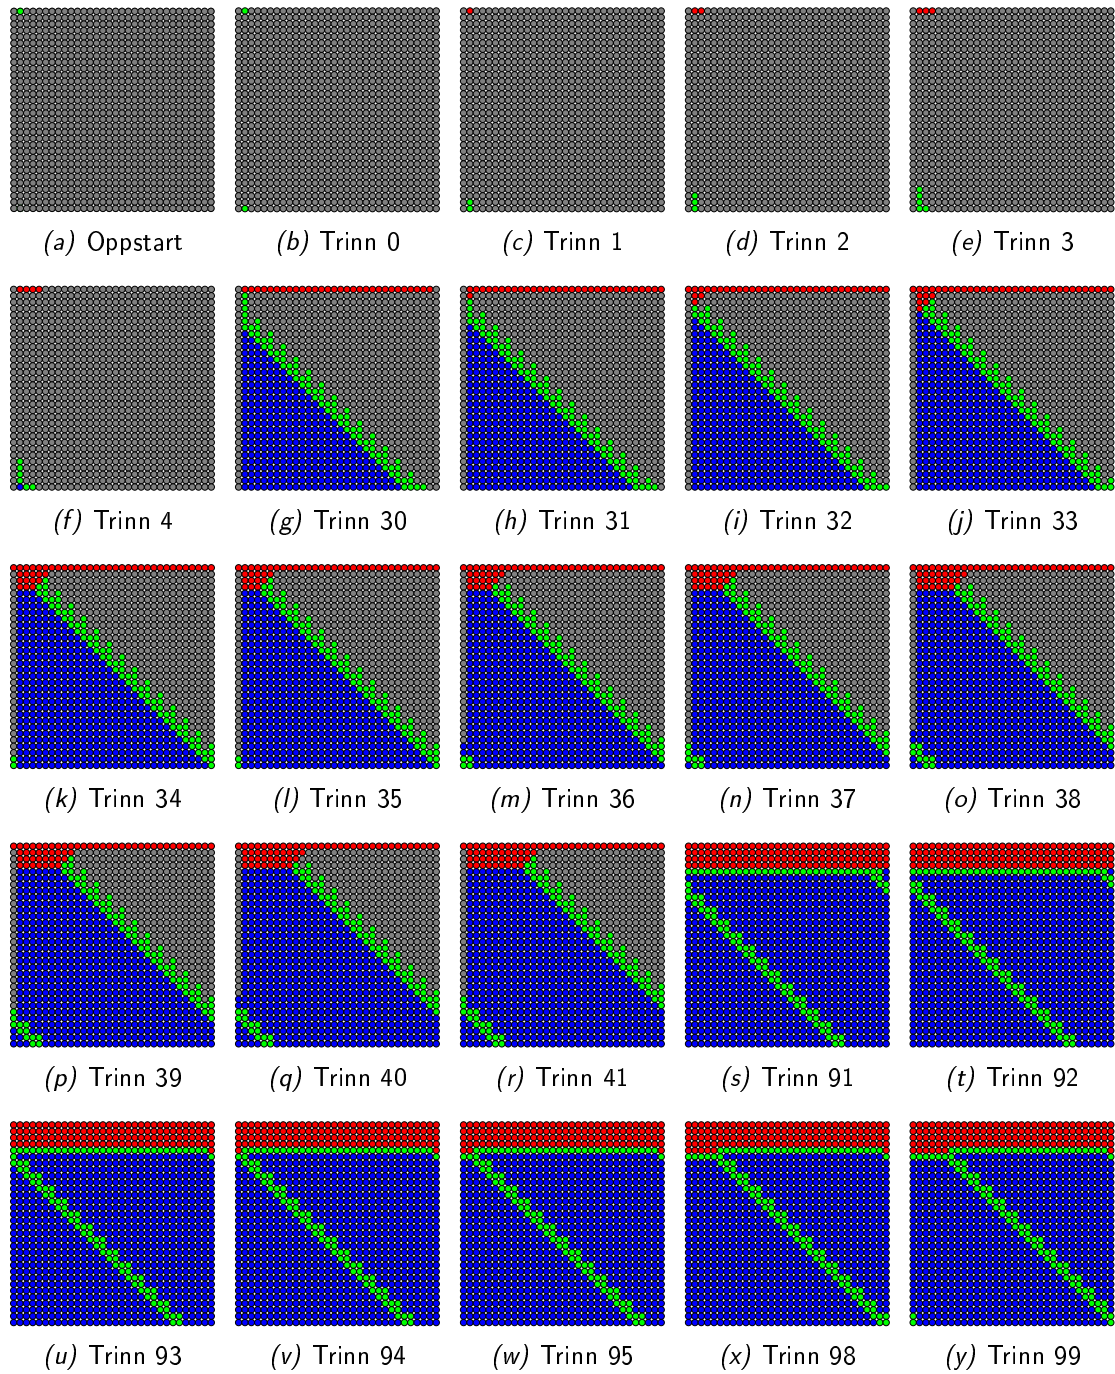 (a) Oppstart (b) Trinn 0 (c) Trinn 1 (d) Trinn 2 (e) Trinn 3
(f) Trinn 4 (g) Trinn 30 (h) Trinn 31 (i) Trinn 32 (j) Trinn 33
(k) Trinn 34 (l) Trinn 35 (m) Trinn 36 (n) Trinn 37 (o) Trinn 38
(p) Trinn 39 (q) Trinn 40 (r) Trinn 41 (s) Trinn 91 (t) Trinn 92
(u) Trinn 93 (v) Trinn 94 (w) Trinn 95 (x) Trinn 98 (y) Trinn 99